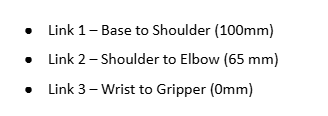 • Link 1 – Base to Shoulder (100mm)
• Link 2 – Shoulder to Elbow (65 mm)
• Link 3 – Wrist to Gripper (0mm)